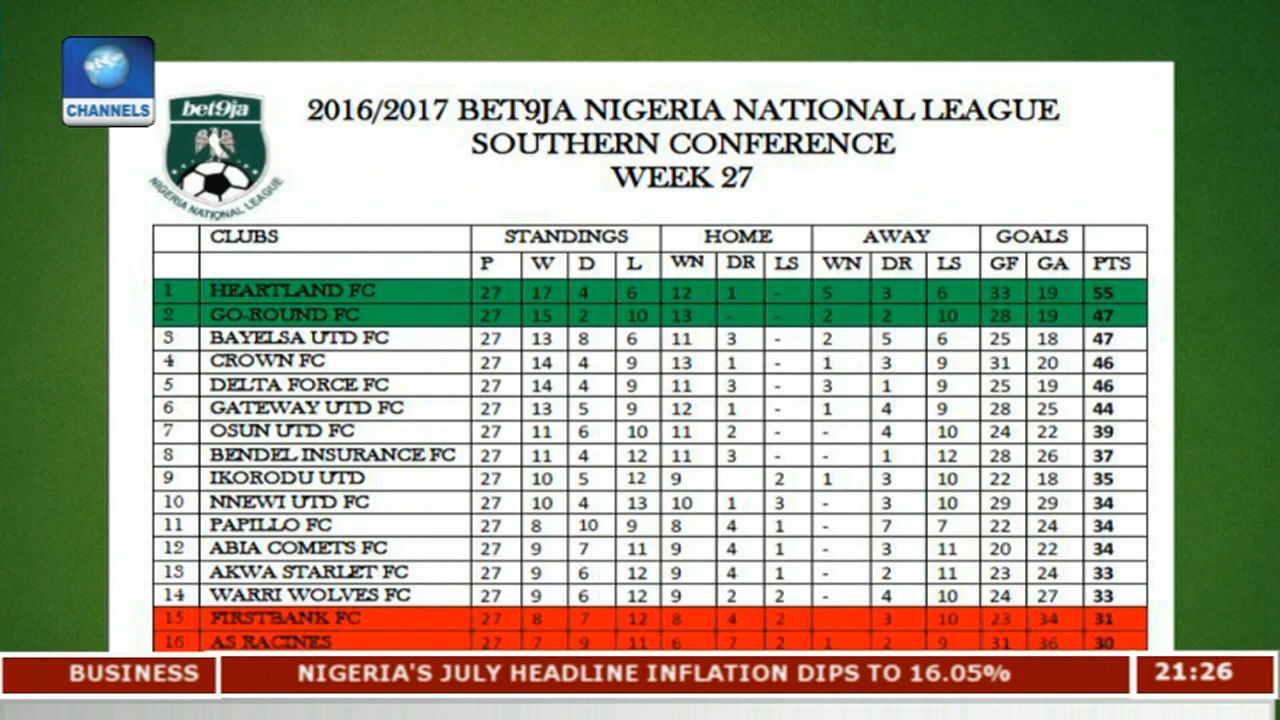 CHANNELS
bet9ja
NIGERIA NATIONAL LEAGUE
2016/2017 BET9JA NIGERIA NATIONAL LEAGUE
SOUTHERN CONFERENCE
WEEK 27
CLUBS STANDINGS HOME AWAY GOALS
P W D L WN DR LS WN DR LS GF GA PTS
1 HEARTLAND FC 27 17 4 6 12 1 - 5 3 6 33 19 55
2 GO-ROUND FC 27 15 2 10 13 - - 2 2 10 28 19 47
3 BAYELSA UTD FC 27 13 8 6 11 3 - 2 5 6 25 18 47
4 CROWN FC 27 14 4 9 13 1 - 1 3 9 31 20 46
5 DELTA FORCE FC 27 14 4 9 11 3 - 3 1 9 25 19 46
6 GATEWAY UTD FC 27 13 5 9 12 1 - 1 4 9 28 25 44
7 OSUN UTD FC 27 11 6 10 11 2 - - 4 10 24 22 39
8 BENDEL INSURANCE FC 27 11 4 12 11 3 - - 1 12 28 26 37
9 IKORODU UTD 27 10 5 12 9 2 1 3 10 22 18 35
10 NNEWI UTD FC 27 10 4 13 10 1 3 - 3 10 29 29 34
11 PAPILLO FC 27 8 10 9 8 4 1 - 7 7 22 24 34
12 ABIA COMETS FC 27 9 7 11 9 4 1 - 3 11 20 22 34
13 AKWA STARLET FC 27 9 6 12 9 4 1 - 2 11 23 24 33
14 WARRI WOLVES FC 27 9 6 12 9 2 2 - 4 10 24 27 33
15 FIRSTBANK FC 27 8 7 12 8 4 2 3 10 23 34 31
16 AS RACINES 27 7 9 11 6 7 2 1 2 9 31 36 30
BUSINESS NIGERIA'S JULY HEADLINE INFLATION DIPS TO 16.05% 21:26